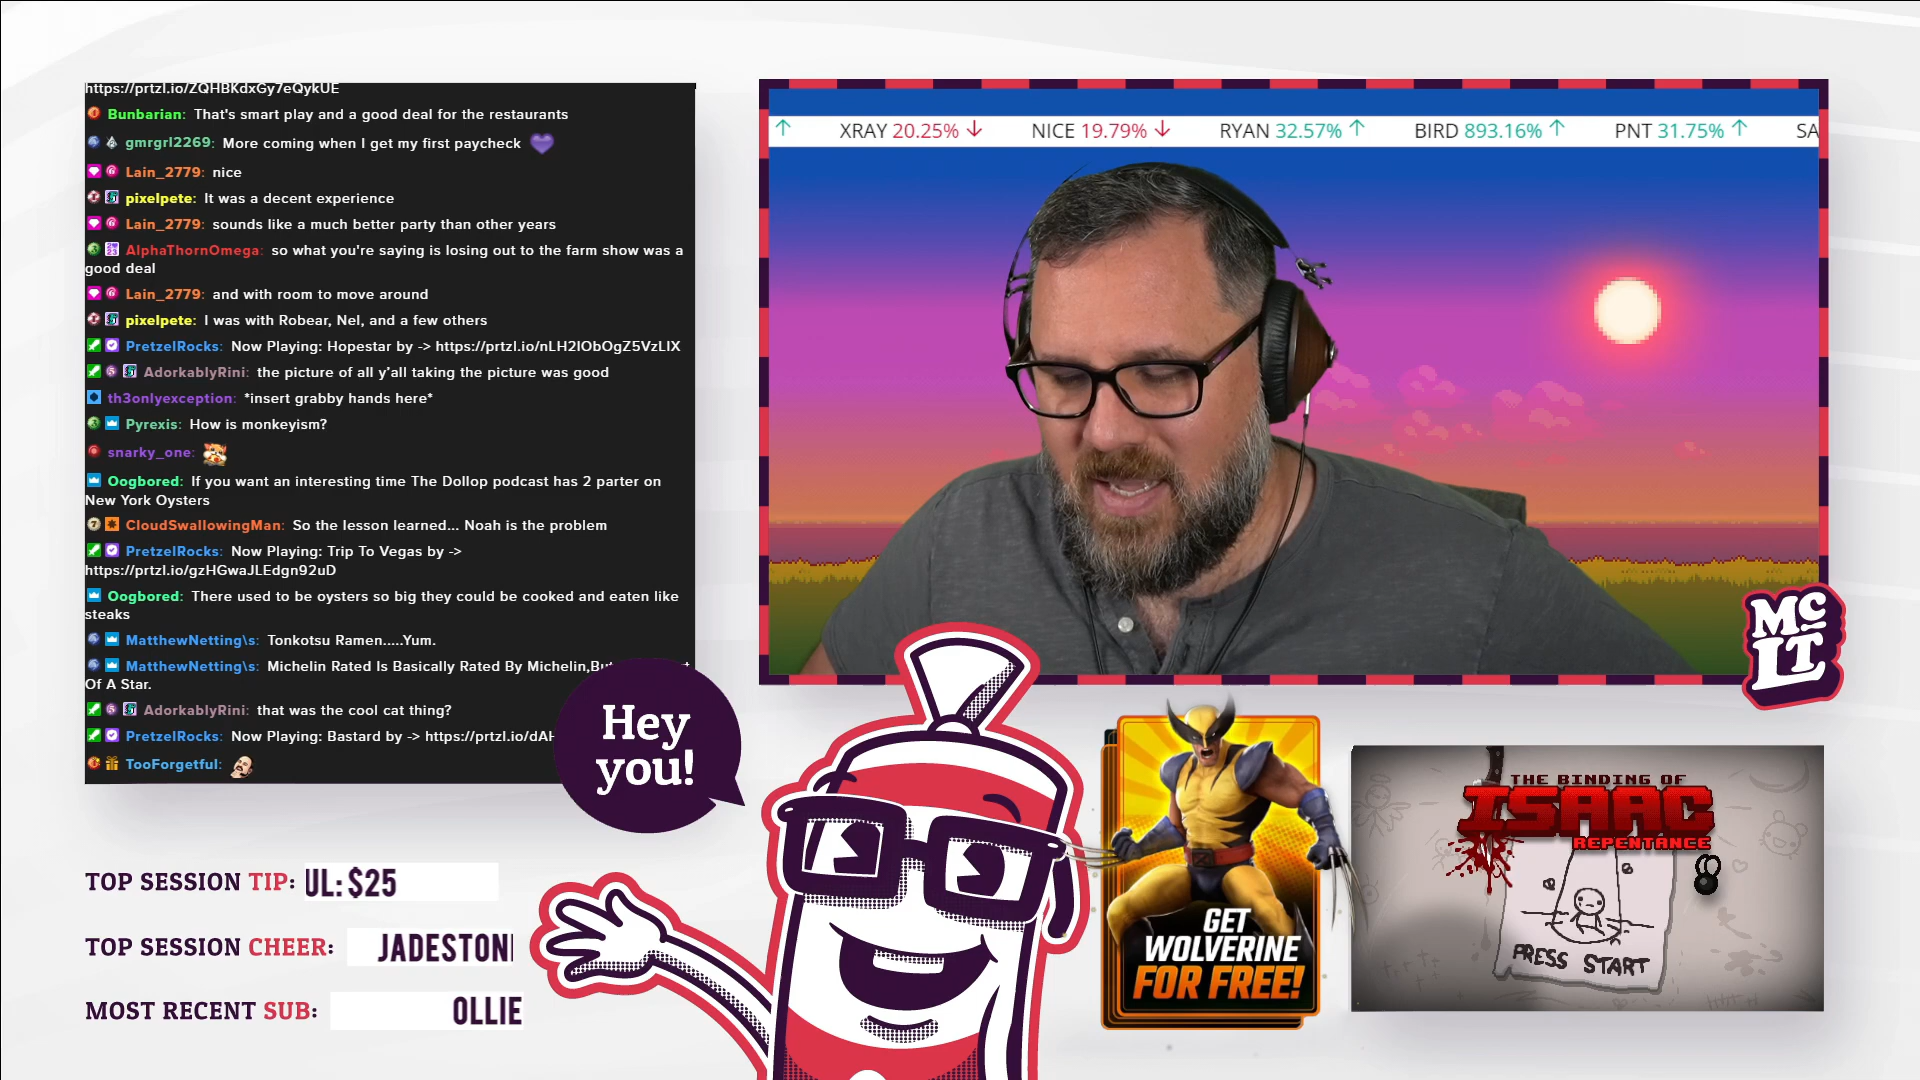 https://prtzl.io/ZQHBKdxGy7eQykUE
Bunbarian: That's smart play and a good deal for the restaurants
gmrgrl2269: More coming when I get my first paycheck
Lain_2779: nice
pixelpete: It was a decent experience
Lain_2779: sounds like a much better party than other years
AlphaThornOmega: so what you're saying is losing out to the farm show was a
good deal
Lain_2779: and with room to move around
pixelpete: I was with Robear, Nel, and a few others
PretzelRocks: Now Playing: Hopestar by -> https://prtzl.io/nLH2IObOgZ5VzLIX
AdorkablyRini: the picture of all y'all taking the picture was good
th3onlyexception: *insert grabby hands here*
Pyrexis: How is monkeyism?
snarky_one:
Oogbored: If you want an interesting time The Dollop podcast has 2 parter on
New York Oysters
CloudSwallowingMan: So the lesson learned... Noah is the problem
PretzelRocks: Now Playing: Trip To Vegas by ->
https://prtzl.io/gzHGwaJLEdgn92uD
Oogbored: There used to be oysters so big they could be cooked and eaten like
steaks
MatthewNetting\s: Tonkotsu Ramen.....Yum.
MatthewNetting\s: Michelin Rated Is Basically Rated By Michelin,But
Of A Star.
AdorkablyRini: that was the cool cat thing?
PretzelRocks: Now Playing: Bastard by -> https://prtzl.io/dAH
TooForgetful:
XRAY 20.25% ↓ NICE 19.79% ↓ RYAN 32.57% ↑ BIRD 893.16% ↑ PNT 31.75% ↑ SA
McLT
Hey
you!
TOP SESSION TIP: UL: $25
TOP SESSION CHEER: JADESTON
MOST RECENT SUB: OLLIE
GET
WOLVERINE
FOR FREE!
THE BINDING OF
ISAAC
REPENTANCE
PRESS START